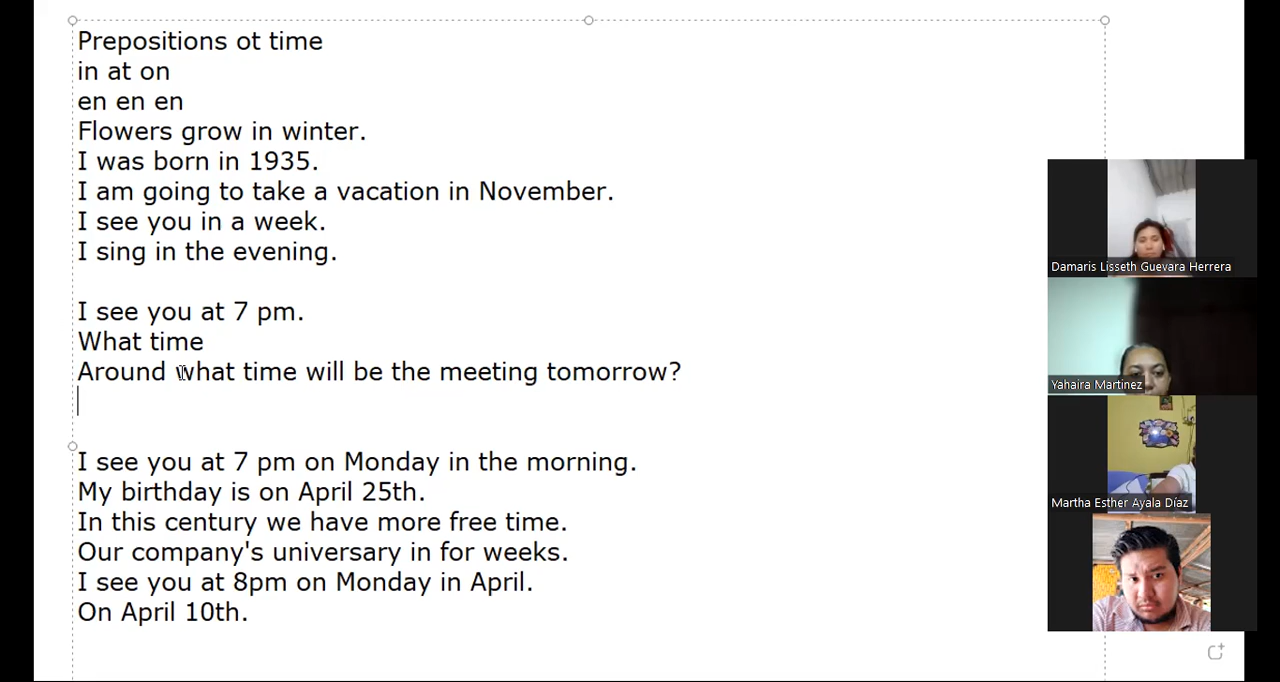 Prepositions ot time
in at on
en en en
Flowers grow in winter.
I was born in 1935.
I am going to take a vacation in November.
I see you in a week.
I sing in the evening.
I see you at 7 pm.
What time
Around what time will be the meeting tomorrow?
I see you at 7 pm on Monday in the morning.
My birthday is on April 25th.
In this century we have more free time.
Our company's universary in for weeks.
I see you at 8pm on Monday in April.
On April 10th.
Damaris Lisseth Guevara Herrera
Yahaira Martinez
Martha Esther Ayala Díaz